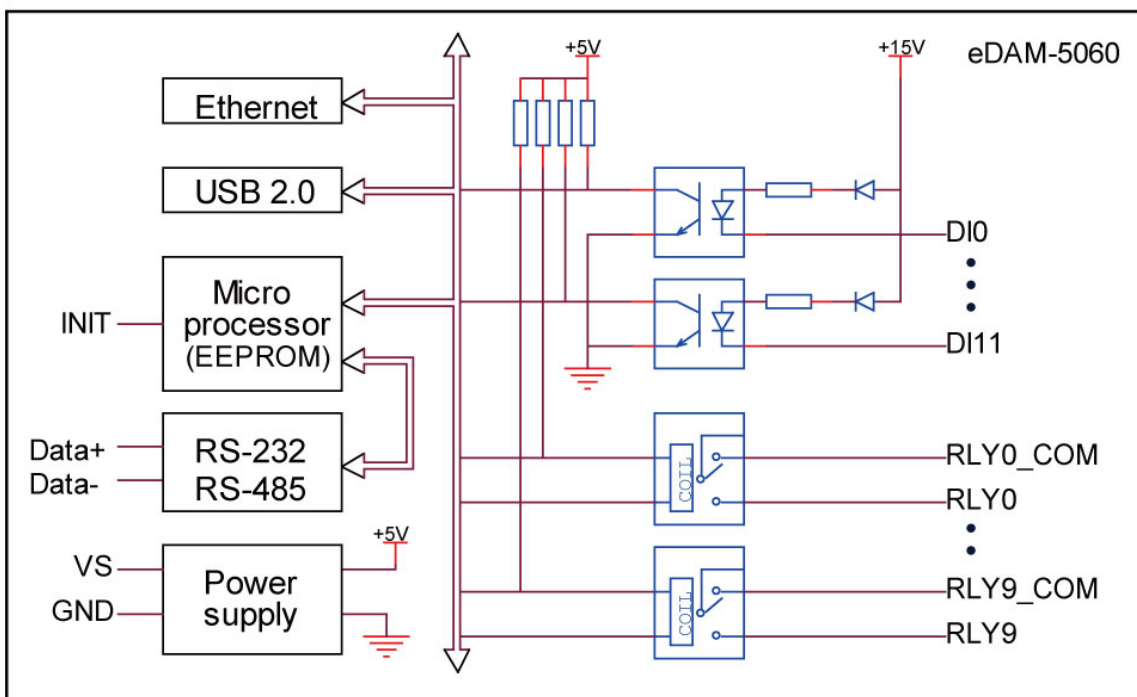 eDAM-5060
+5V
+15V
Ethernet
USB 2.0
Micro
processor
(EEPROM)
INIT
RS-232
RS-485
Data+
Data-
Power
supply
VS
GND
+5V
DI0
DI11
COIL
RLY0_COM
RLY0
COIL
RLY9_COM
RLY9